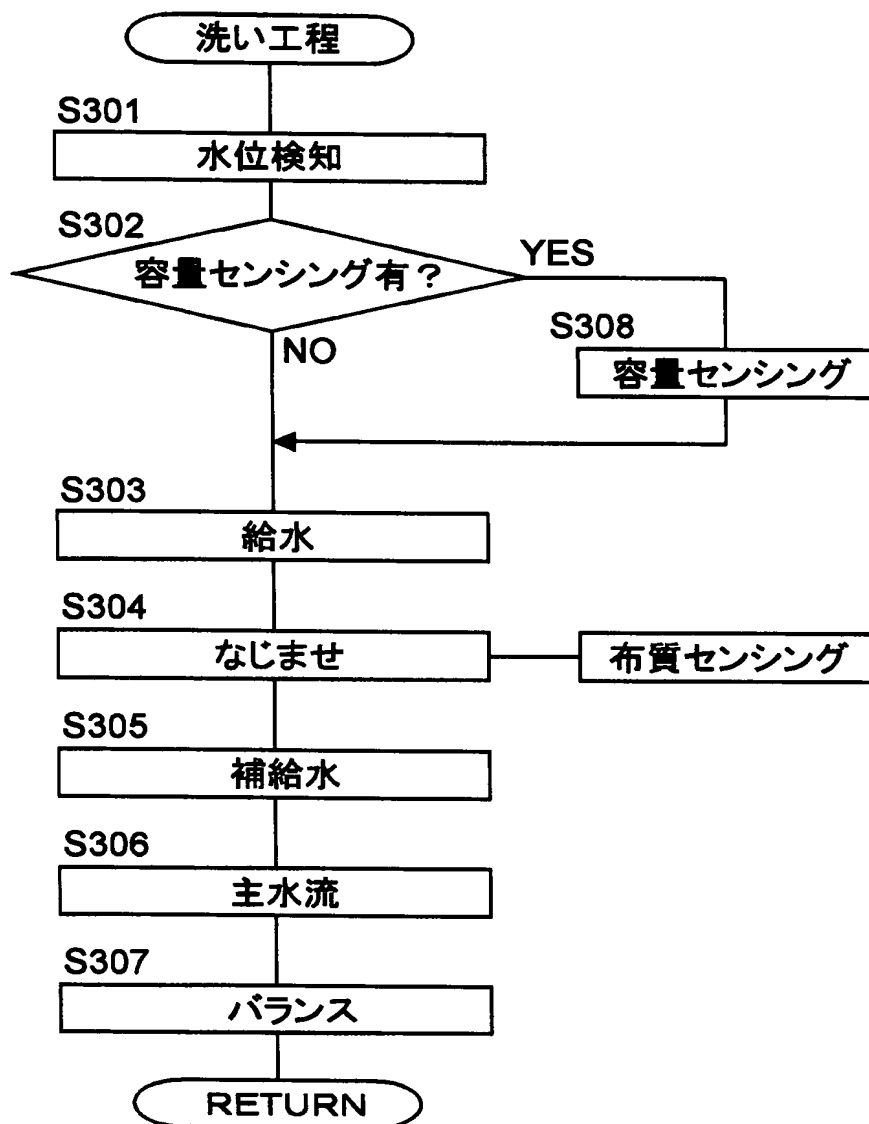 洗い工程
S301
水位検知
S302
容量センシング有？
YES
NO
S308
容量センシング
S303
給水
S304
なじませ
布質センシング
S305
補給水
S306
主水流
S307
バランス
RETURN